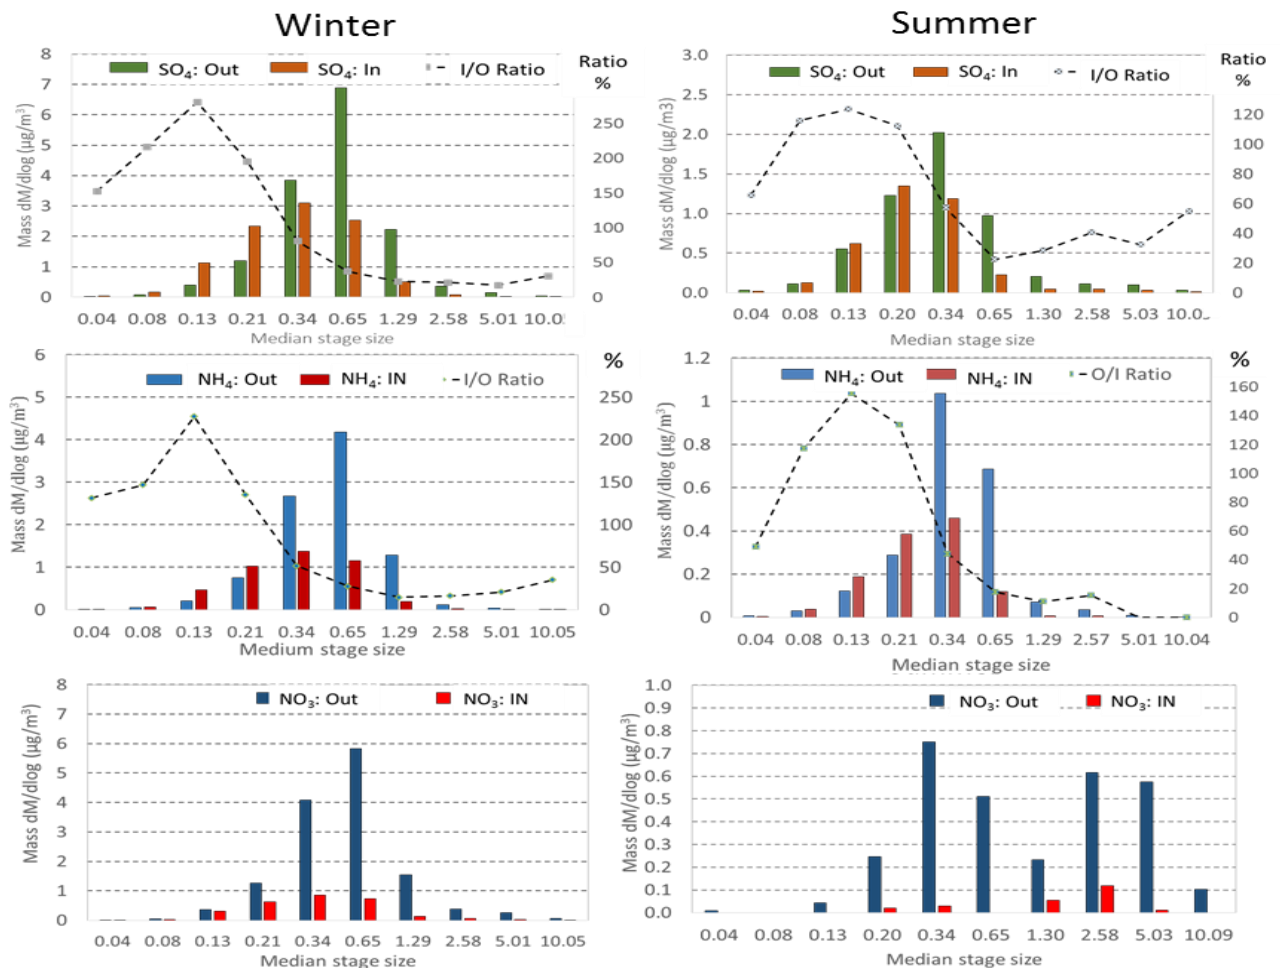 Winter
Summer
SO₄: Out SO₄: In I/O Ratio
Ratio
%
Mass dM/dlog (µg/m³)
8
7
6
5
4
3
2
1
0
250
200
150
100
50
0
0.04 0.08 0.13 0.21 0.34 0.65 1.29 2.58 5.01 10.05
Median stage size
SO₄: Out SO₄: In I/O Ratio
Ratio
%
Mass dM/dlog (µg/m3)
3.0
2.5
2.0
1.5
1.0
0.5
0.0
120
100
80
60
40
20
0
0.04 0.08 0.13 0.20 0.34 0.65 1.30 2.58 5.03
Median stage size
NH₄: Out NH₄: IN I/O Ratio
%
Mass dM/dlog (µg/m³)
6
5
4
3
2
1
0
250
200
150
100
50
0
0.04 0.08 0.13 0.21 0.34 0.65 1.29 2.58 5.01 10.05
Medium stage size
NH₄: Out NH₄: IN O/I Ratio
%
Mass dM/dlog (µg/m³)
1.2
1
0.8
0.6
0.4
0.2
0
160
140
120
100
80
60
40
20
0
0.04 0.08 0.13 0.21 0.34 0.65 1.29 2.57 5.01 10.04
Median stage size
NO₃: Out NO₃: IN
Mass dM/dlog (µg/m³)
8
7
6
5
4
3
2
1
0
0.04 0.08 0.13 0.21 0.34 0.65 1.29 2.58 5.01 10.05
Median stage size
NO₃: Out NO₃: IN
Mass dM/dlog (µg/m³)
1.0
0.9
0.8
0.7
0.6
0.5
0.4
0.3
0.2
0.1
0.0
0.04 0.08 0.13 0.20 0.34 0.65 1.30 2.58 5.03 10.09
Median stage size